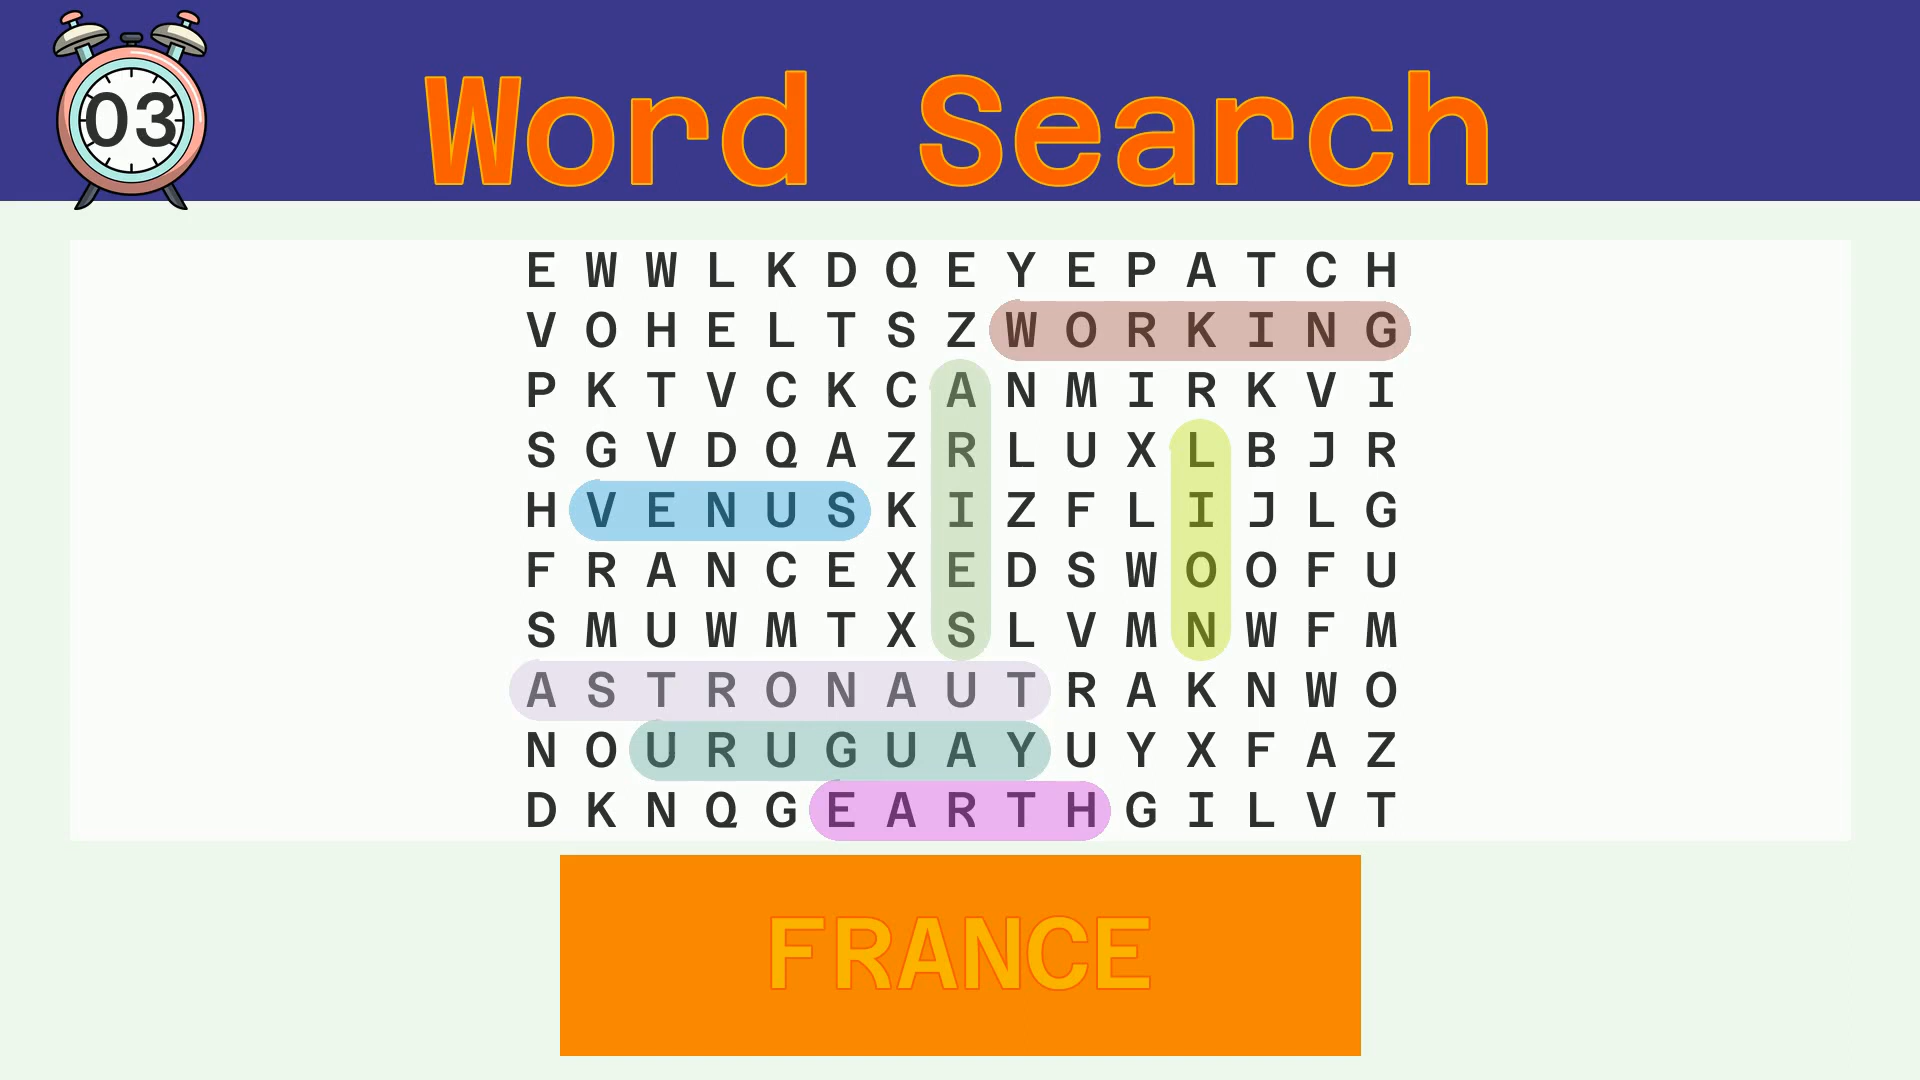 03
Word Search
E W W L K D Q E Y E P A T C H
V O H E L T S Z W O R K I N G
P K T V C K C A N M I R K V I
S G V D Q A Z R L U X L B J R
H V E N U S K I Z F L I J L G
F R A N C E X E D S W O O F U
S M U W M T X S L V M N W F M
A S T R O N A U T R A K N W O
N O U R U G U A Y U Y X F A Z
D K N Q G E A R T H G I L V T
FRANCE